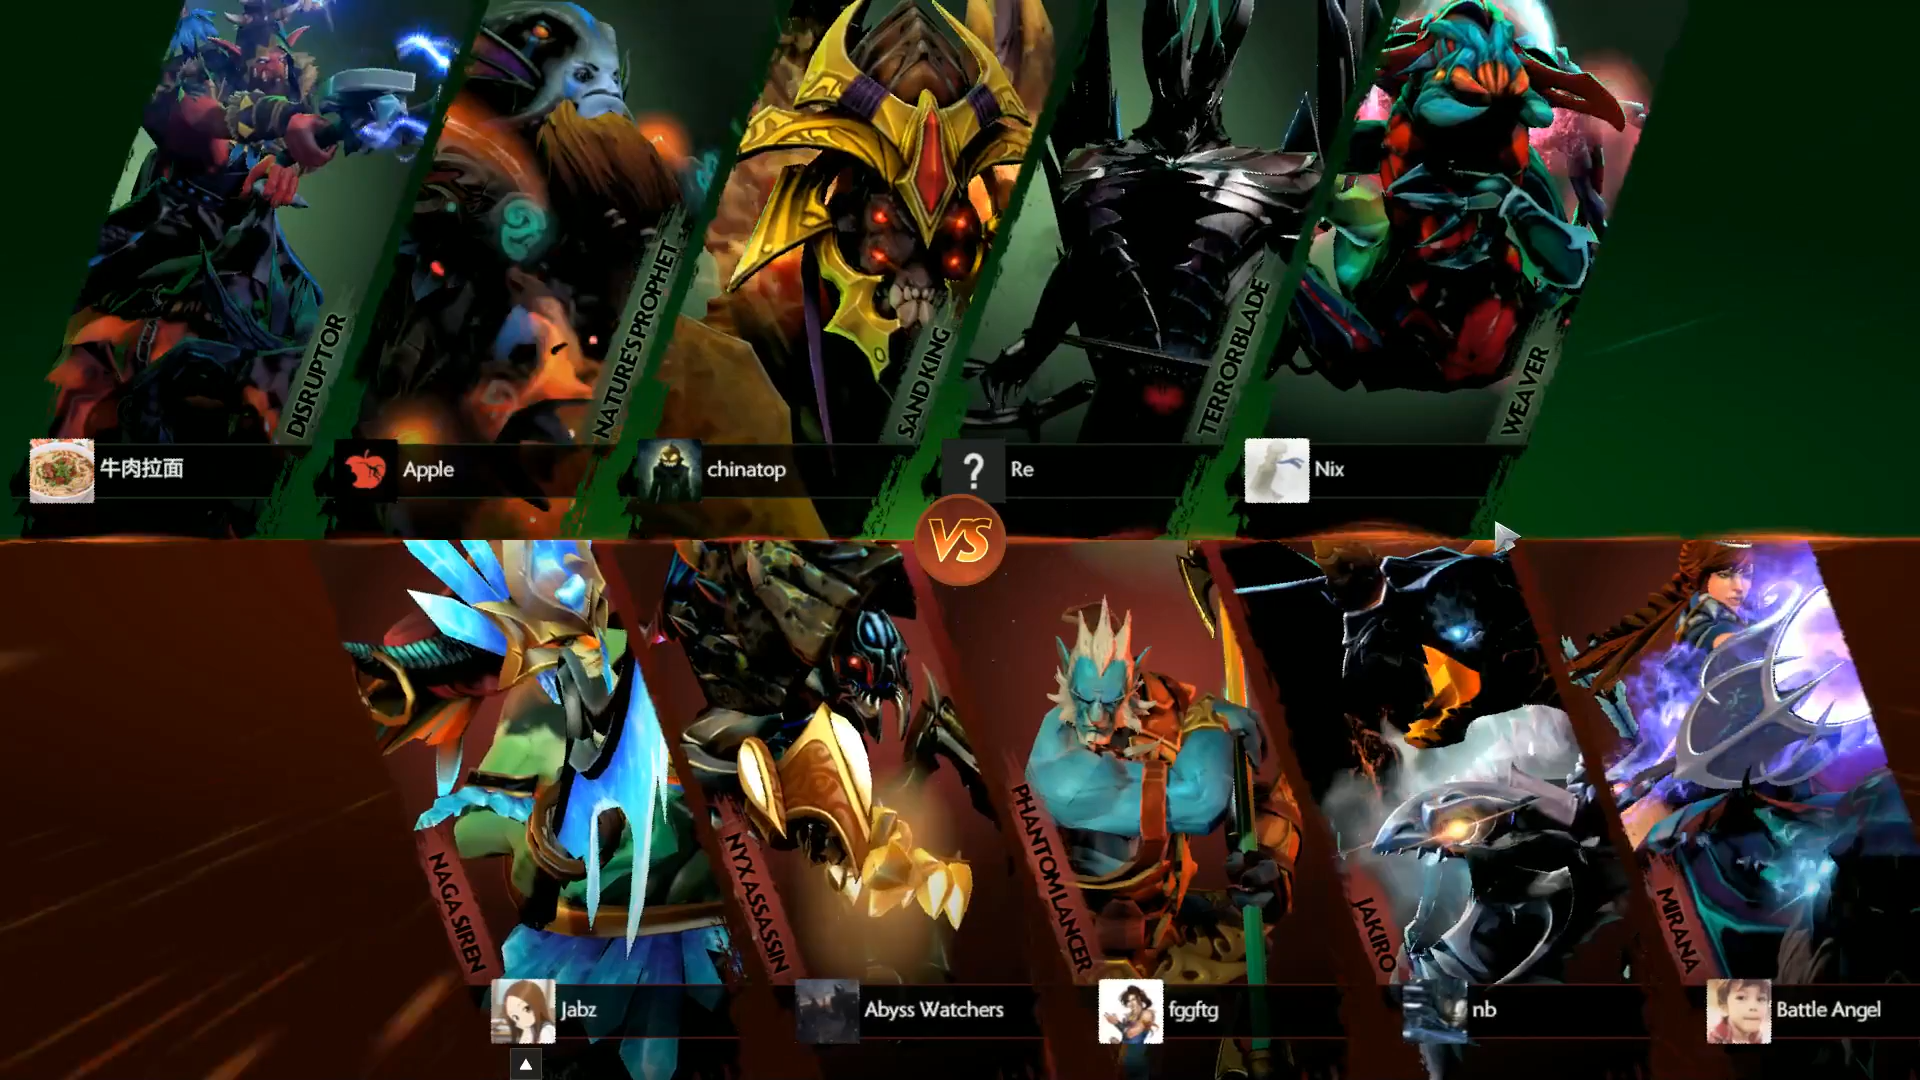 DISRUPTOR
NATURE'S PROPHET
SAND KING
TERRORBLADE
WEAVER
牛肉拉面
Apple
chinatop
?
Re
Nix
VS
NAGA SIREN
NYX ASSASSIN
PHANTOM LANCER
JAKIRO
MIRANA
Jabz
Abyss Watchers
fggftg
nb
Battle Angel